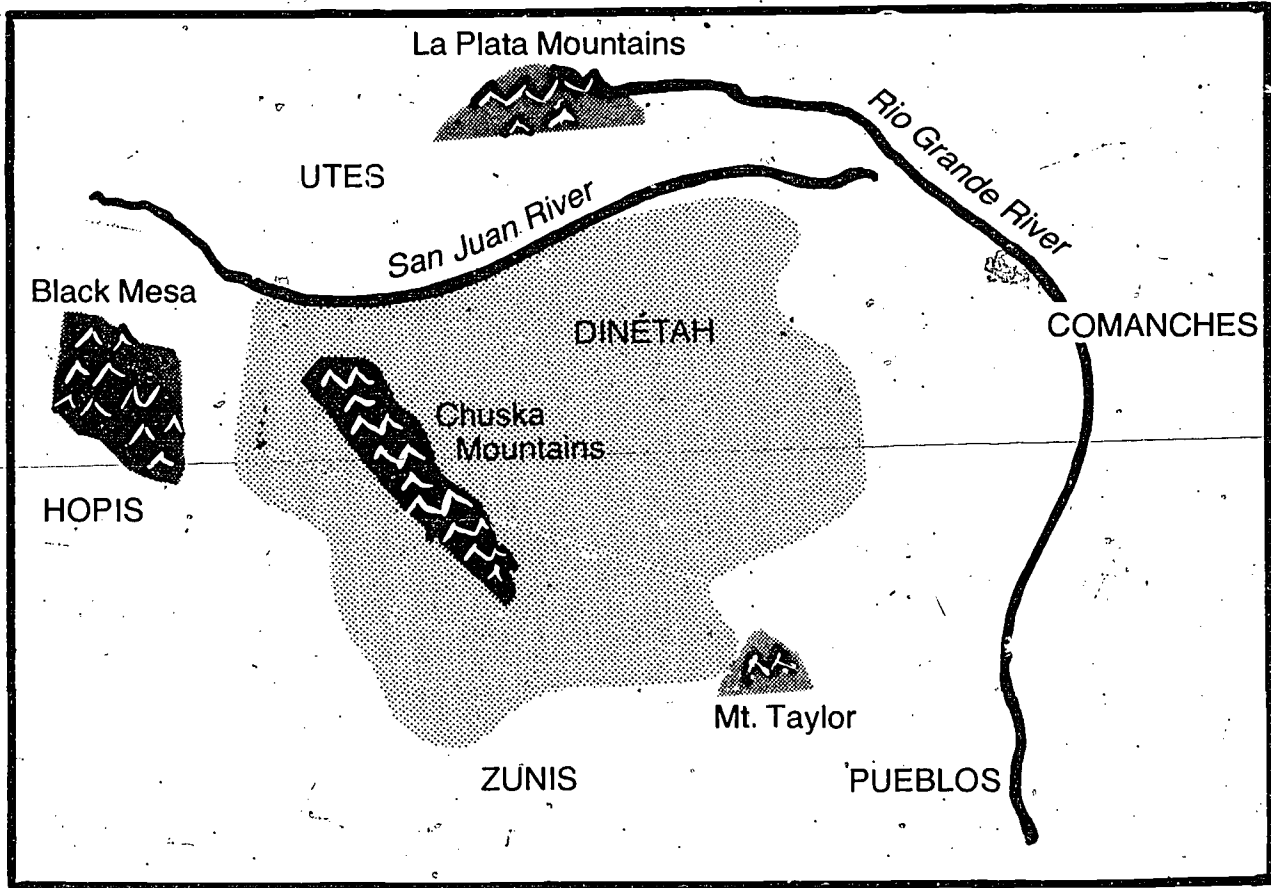 La Plata Mountains
Rio Grande River
UTES
San Juan River
Black Mesa
DINÉTAH
COMANCHES
Chuska
Mountains
HOPIS
Mt. Taylor
ZUNIS
PUEBLOS